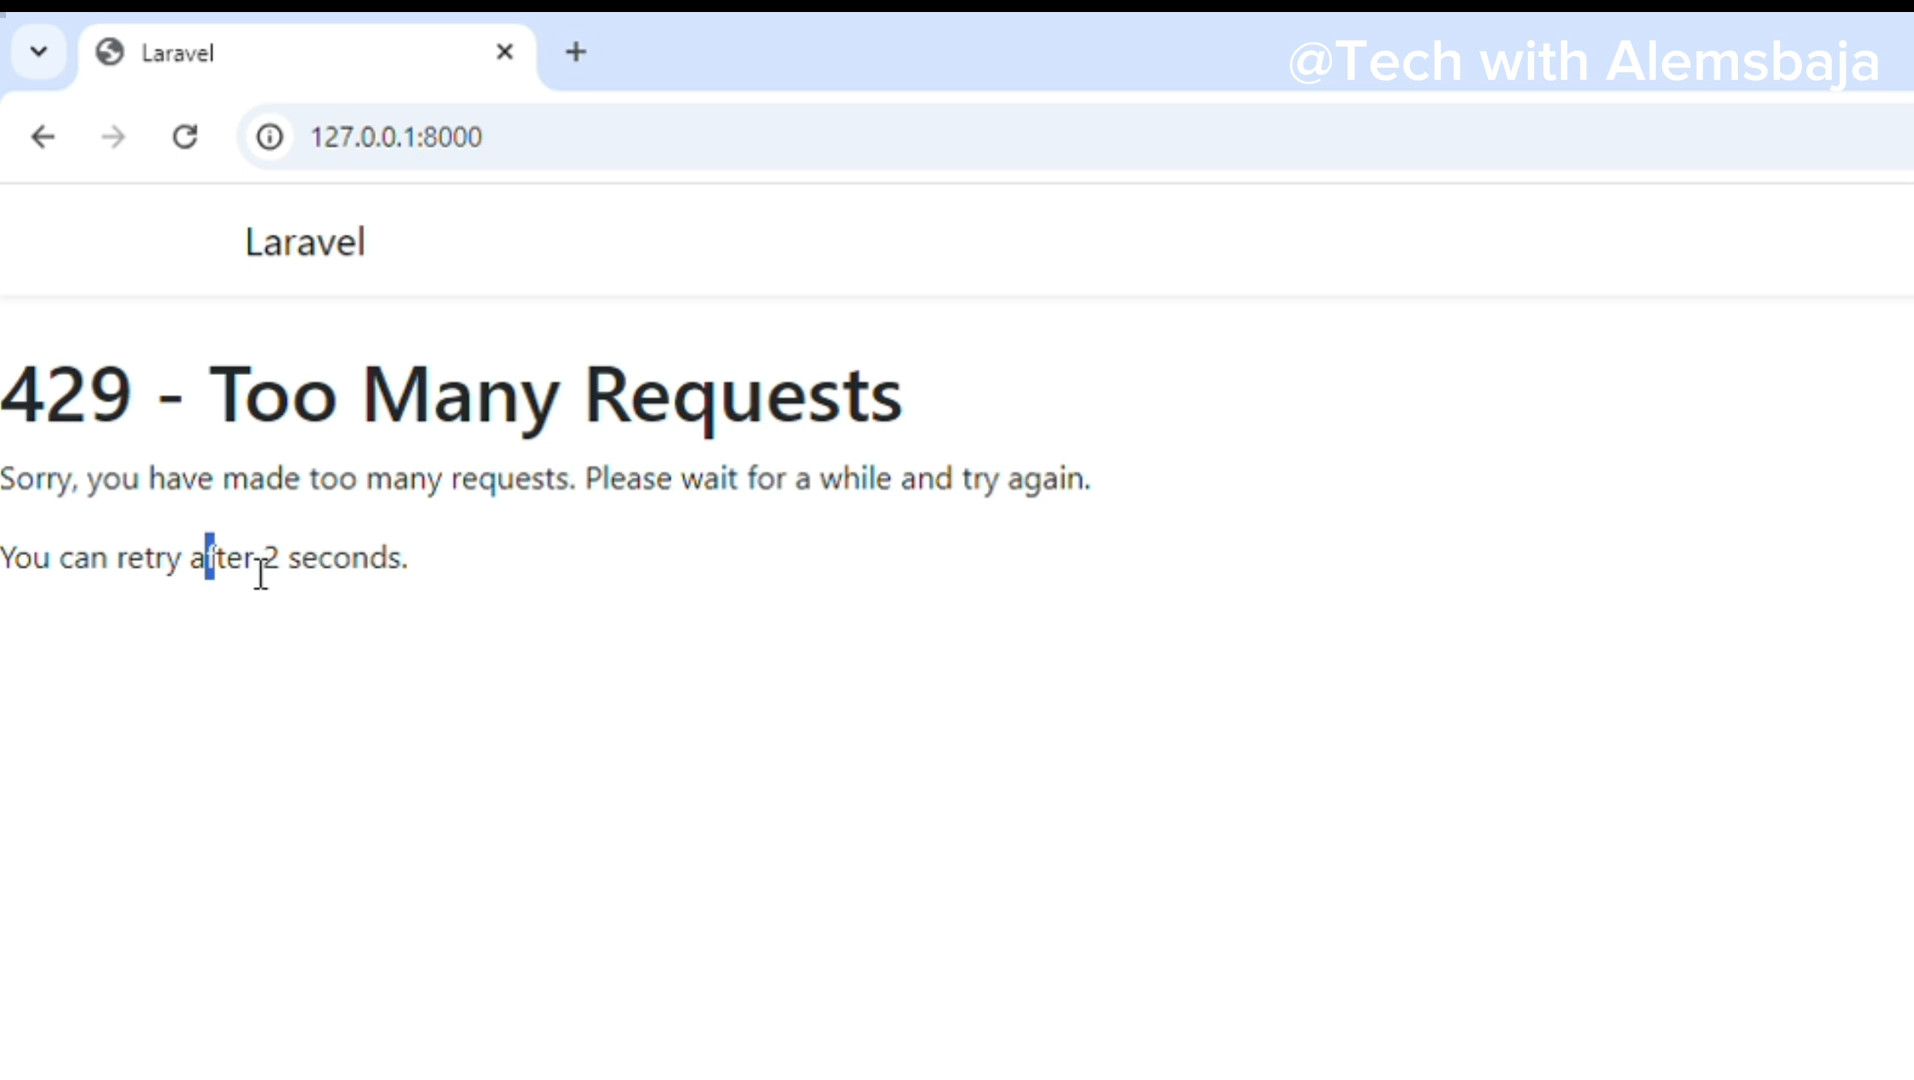 Laravel
@Tech with Alemsbaja
127.0.0.1:8000
Laravel
429 - Too Many Requests
Sorry, you have made too many requests. Please wait for a while and try again.
You can retry after 2 seconds.